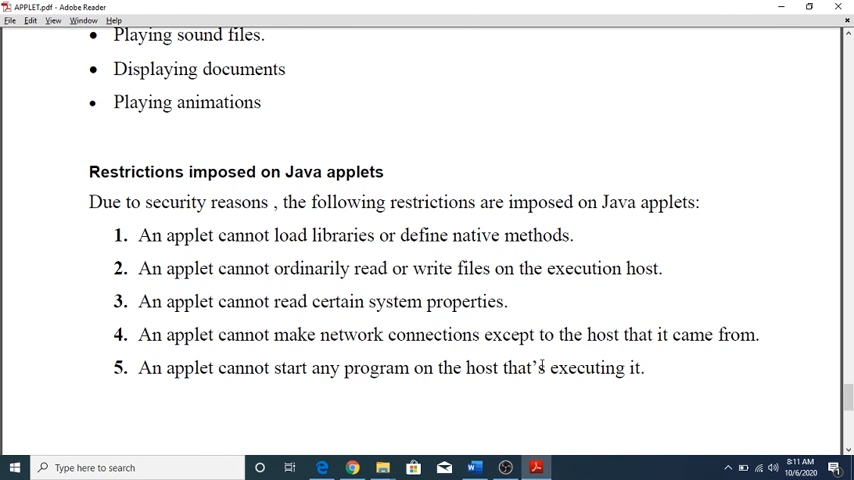 APPLET.pdf - Adobe Reader
File Edit View Window Help
• Playing sound files.
• Displaying documents
• Playing animations
Restrictions imposed on Java applets
Due to security reasons , the following restrictions are imposed on Java applets:
1. An applet cannot load libraries or define native methods.
2. An applet cannot ordinarily read or write files on the execution host.
3. An applet cannot read certain system properties.
4. An applet cannot make network connections except to the host that it came from.
5. An applet cannot start any program on the host that's executing it.
Type here to search
8:11 AM
10/6/2020